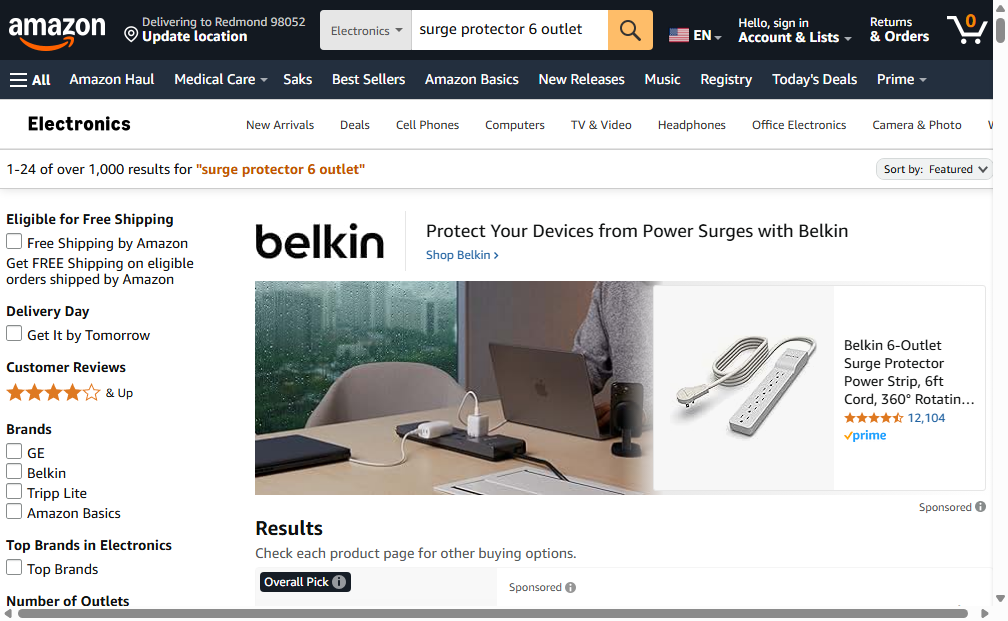 amazon
Delivering to Redmond 98052
Update location
Electronics
surge protector 6 outlet
EN
Hello, sign in
Account & Lists
Returns
& Orders
0
All
Amazon Haul
Medical Care
Saks
Best Sellers
Amazon Basics
New Releases
Music
Registry
Today's Deals
Prime
Electronics
New Arrivals
Deals
Cell Phones
Computers
TV & Video
Headphones
Office Electronics
Camera & Photo
1-24 of over 1,000 results for "surge protector 6 outlet"
Sort by: Featured
Eligible for Free Shipping
Free Shipping by Amazon
Get FREE Shipping on eligible
orders shipped by Amazon
Delivery Day
Get It by Tomorrow
Customer Reviews
& Up
Brands
GE
Belkin
Tripp Lite
Amazon Basics
Top Brands in Electronics
Top Brands
Number of Outlets
belkin
Protect Your Devices from Power Surges with Belkin
Shop Belkin ›
Belkin 6-Outlet
Surge Protector
Power Strip, 6ft
Cord, 360° Rotatin…
12,104
prime
Sponsored
Results
Check each product page for other buying options.
Overall Pick
Sponsored